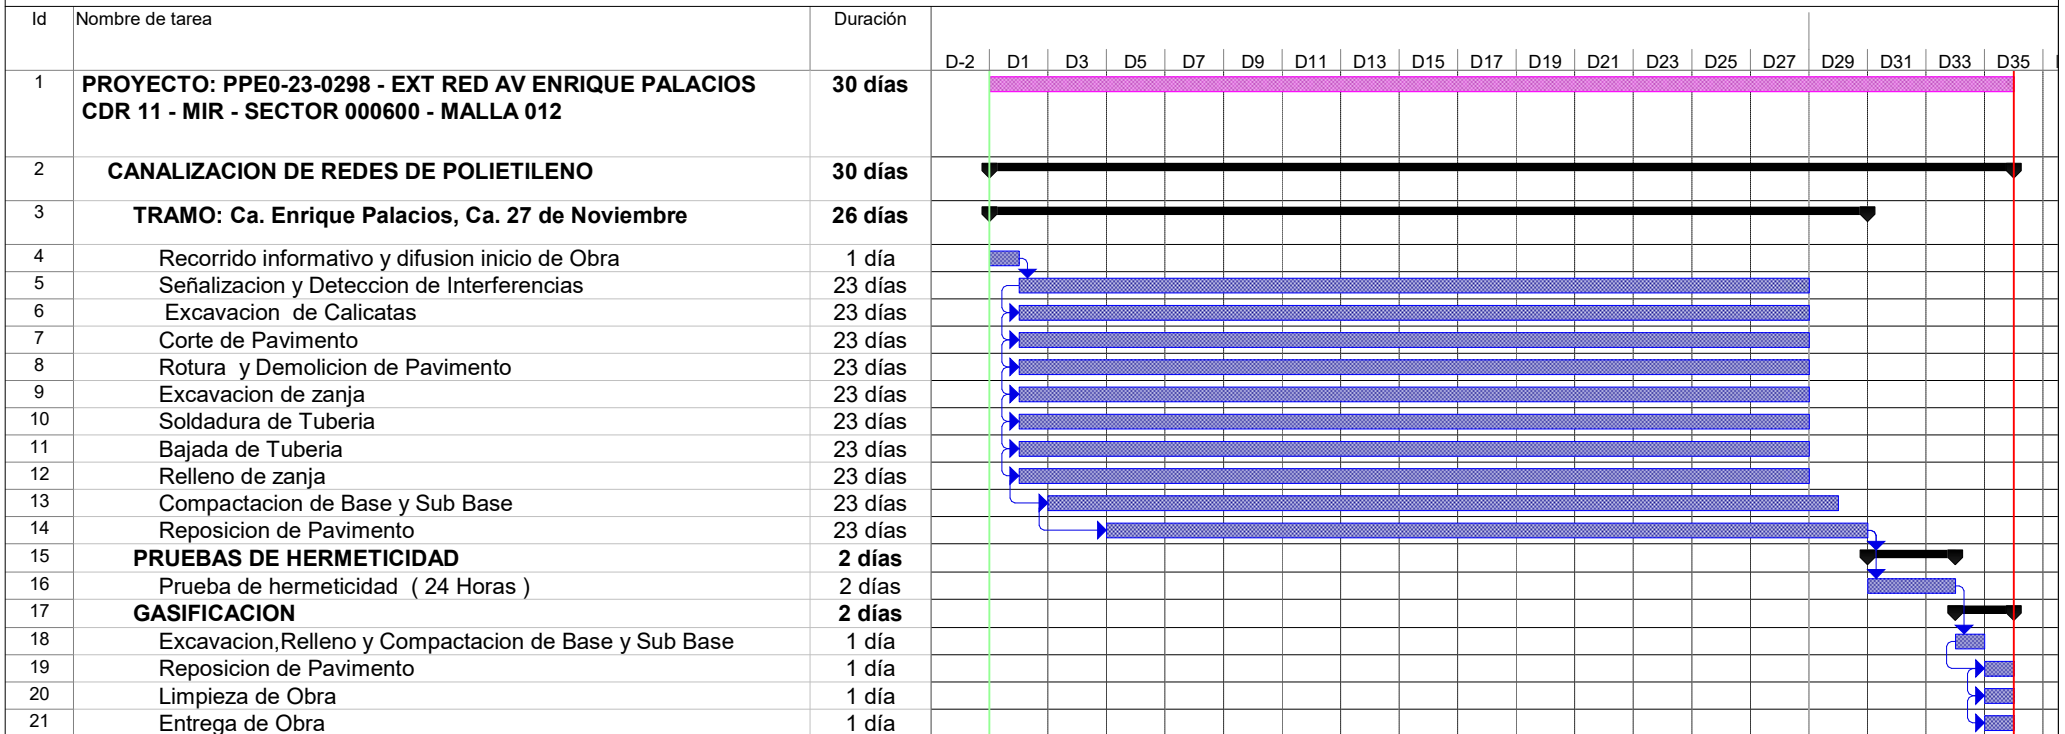 Id Nombre de tarea Duración
D-2 D1 D3 D5 D7 D9 D11 D13 D15 D17 D19 D21 D23 D25 D27 D29 D31 D33 D35
1 PROYECTO: PPE0-23-0298 - EXT RED AV ENRIQUE PALACIOS 30 días
CDR 11 - MIR - SECTOR 000600 - MALLA 012
2 CANALIZACION DE REDES DE POLIETILENO 30 días
3 TRAMO: Ca. Enrique Palacios, Ca. 27 de Noviembre 26 días
4 Recorrido informativo y difusion inicio de Obra 1 día
5 Señalizacion y Deteccion de Interferencias 23 días
6 Excavacion de Calicatas 23 días
7 Corte de Pavimento 23 días
8 Rotura y Demolicion de Pavimento 23 días
9 Excavacion de zanja 23 días
10 Soldadura de Tuberia 23 días
11 Bajada de Tuberia 23 días
12 Relleno de zanja 23 días
13 Compactacion de Base y Sub Base 23 días
14 Reposicion de Pavimento 23 días
15 PRUEBAS DE HERMETICIDAD 2 días
16 Prueba de hermeticidad ( 24 Horas ) 2 días
17 GASIFICACION 2 días
18 Excavacion,Relleno y Compactacion de Base y Sub Base 1 día
19 Reposicion de Pavimento 1 día
20 Limpieza de Obra 1 día
21 Entrega de Obra 1 día